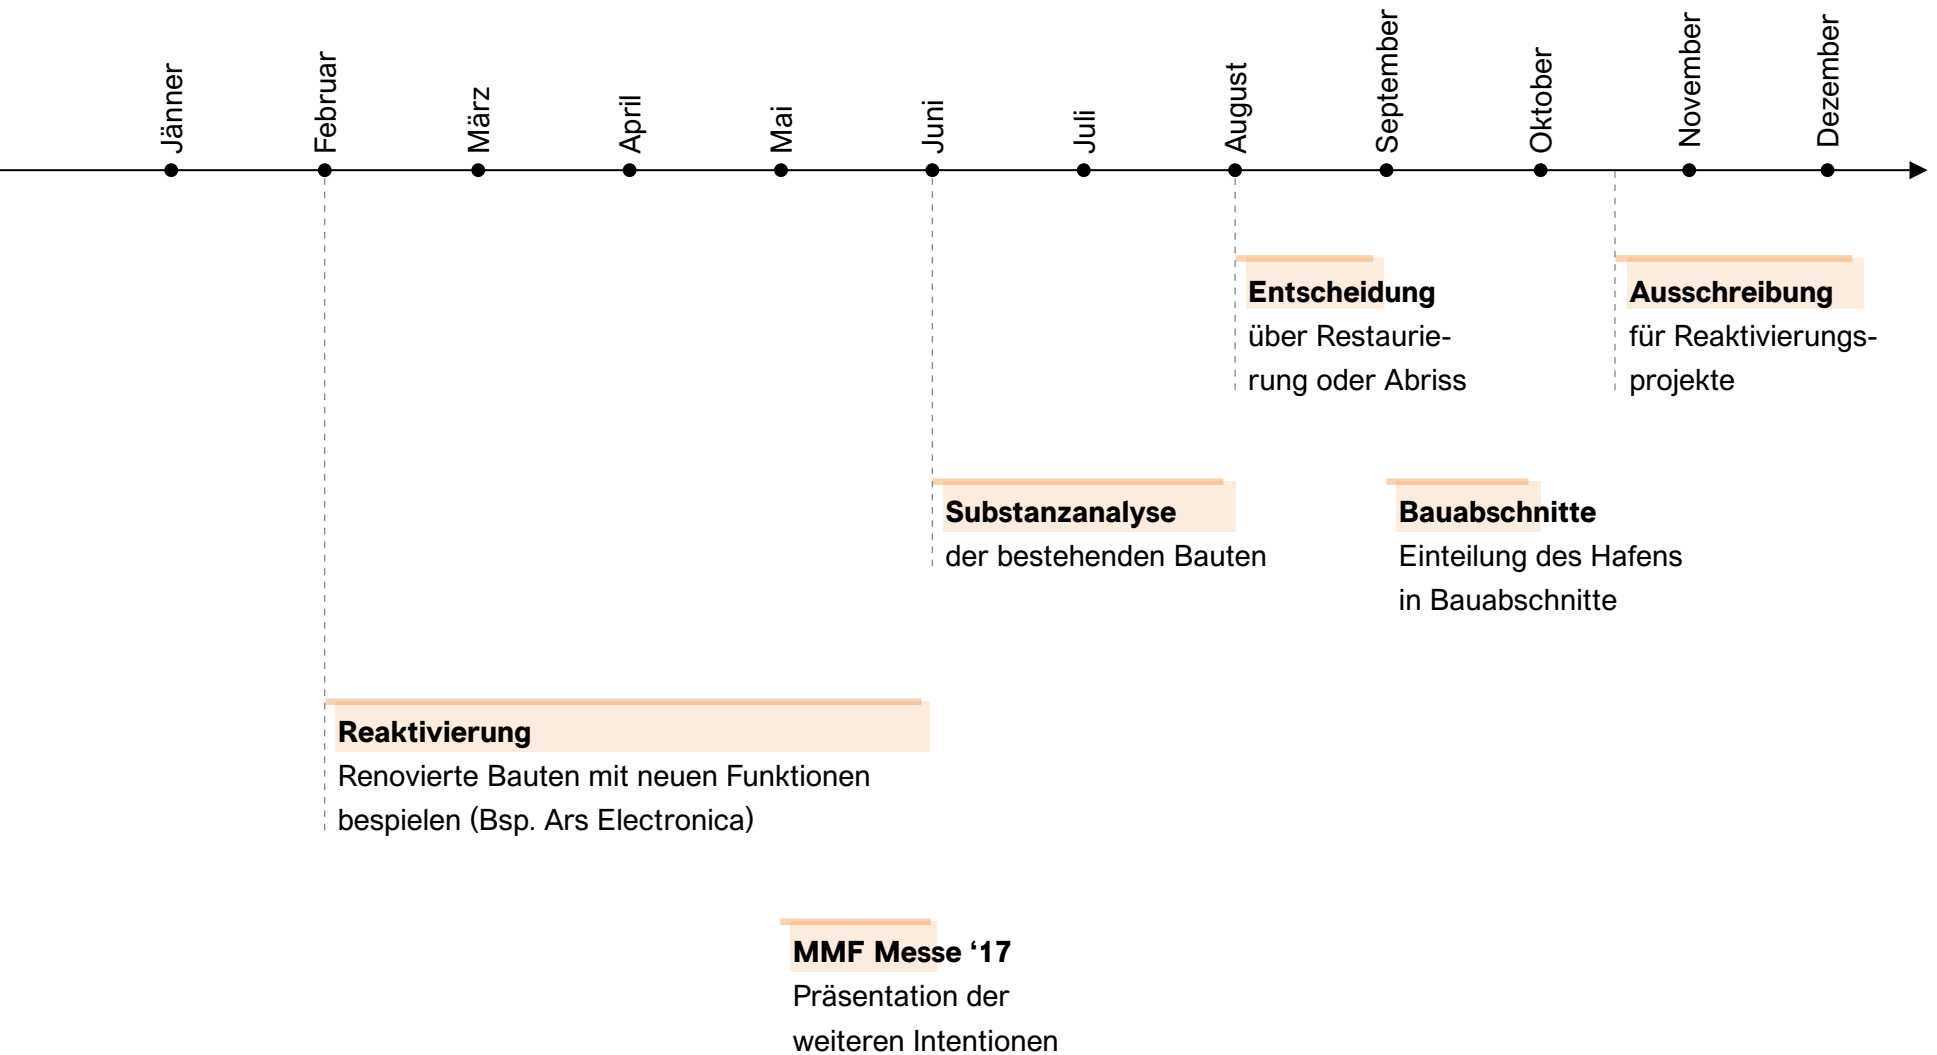 Jänner
Februar
März
April
Mai
Juni
Juli
August
September
Oktober
November
Dezember
Entscheidung
über Restaurie-
rung oder Abriss
Ausschreibung
für Reaktivierungs-
projekte
Substanzanalyse
der bestehenden Bauten
Bauabschnitte
Einteilung des Hafens
in Bauabschnitte
Reaktivierung
Renovierte Bauten mit neuen Funktionen
bespielen (Bsp. Ars Electronica)
MMF Messe ‘17
Präsentation der
weiteren Intentionen